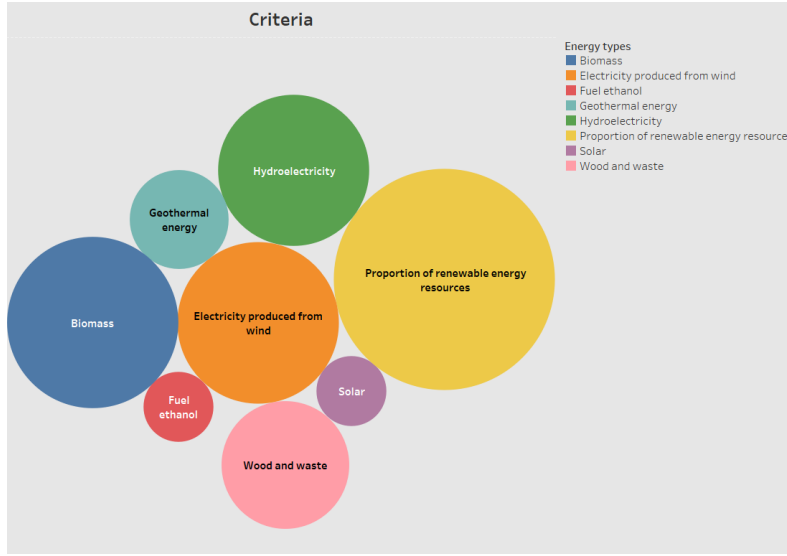 Criteria
Energy types
Biomass
Electricity produced from wind
Fuel ethanol
Geothermal energy
Hydroelectricity
Proportion of renewable energy resource
Solar
Wood and waste
Hydroelectricity
Geothermal
energy
Proportion of renewable energy
resources
Biomass
Electricity produced from
wind
Solar
Fuel
ethanol
Wood and waste